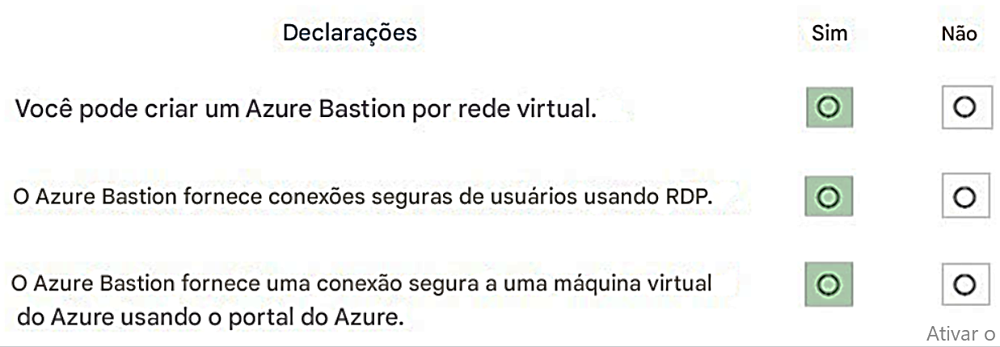 Declarações Sim Não
Você pode criar um Azure Bastion por rede virtual.
O Azure Bastion fornece conexões seguras de usuários usando RDP.
O Azure Bastion fornece uma conexão segura a uma máquina virtual
do Azure usando o portal do Azure.
Ativar o